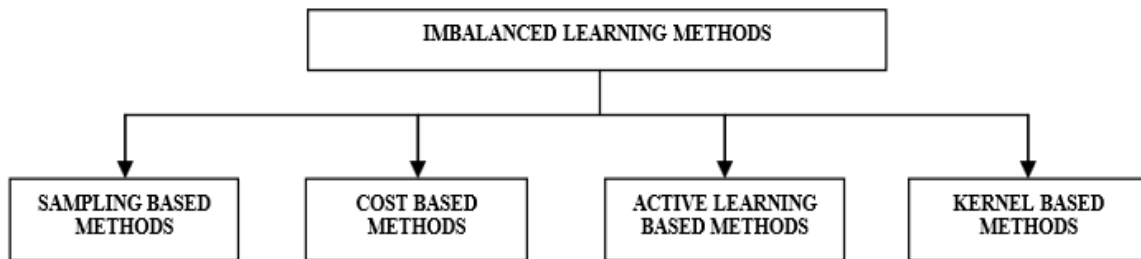 IMBALANCED LEARNING METHODS
SAMPLING BASED
METHODS
COST BASED
METHODS
ACTIVE LEARNING
BASED METHODS
KERNEL BASED
METHODS